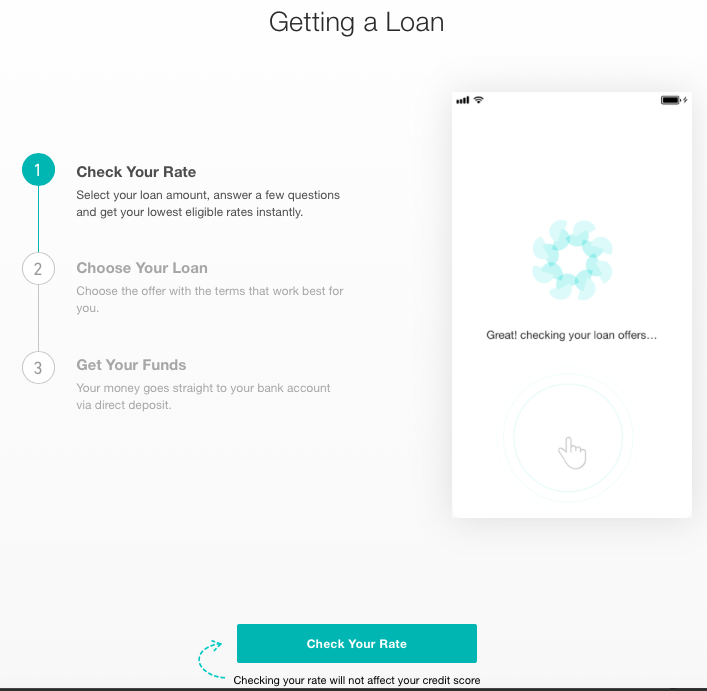 Getting a Loan
1
Check Your Rate
Select your loan amount, answer a few questions
and get your lowest eligible rates instantly.
2
Choose Your Loan
Choose the offer with the terms that work best for
you.
3
Get Your Funds
Your money goes straight to your bank account
via direct deposit.
Great! checking your loan offers...
Check Your Rate
Checking your rate will not affect your credit score